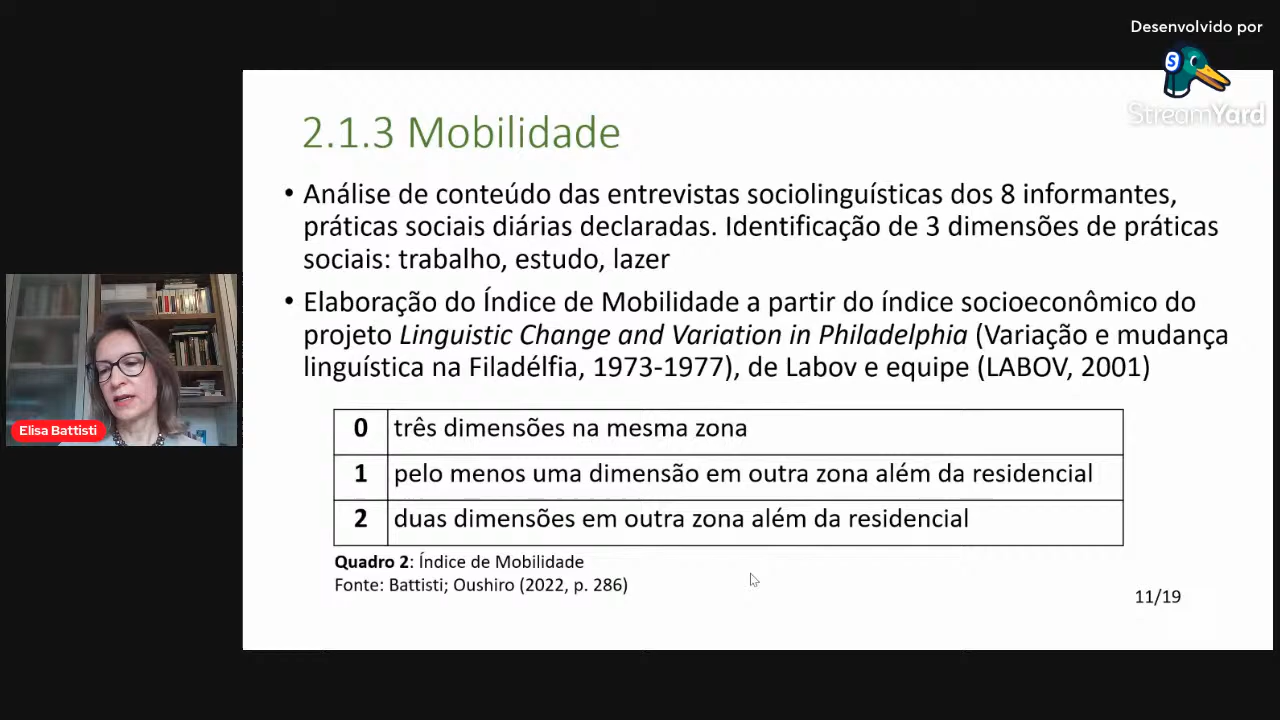 Desenvolvido por
S
StreamYard
2.1.3 Mobilidade
• Análise de conteúdo das entrevistas sociolinguísticas dos 8 informantes,
práticas sociais diárias declaradas. Identificação de 3 dimensões de práticas
sociais: trabalho, estudo, lazer
• Elaboração do Índice de Mobilidade a partir do índice socioeconômico do
projeto Linguistic Change and Variation in Philadelphia (Variação e mudança
linguística na Filadélfia, 1973-1977), de Labov e equipe (LABOV, 2001)
0 três dimensões na mesma zona
1 pelo menos uma dimensão em outra zona além da residencial
2 duas dimensões em outra zona além da residencial
Quadro 2: Índice de Mobilidade
Fonte: Battisti; Oushiro (2022, p. 286)
11/19
Elisa Battisti